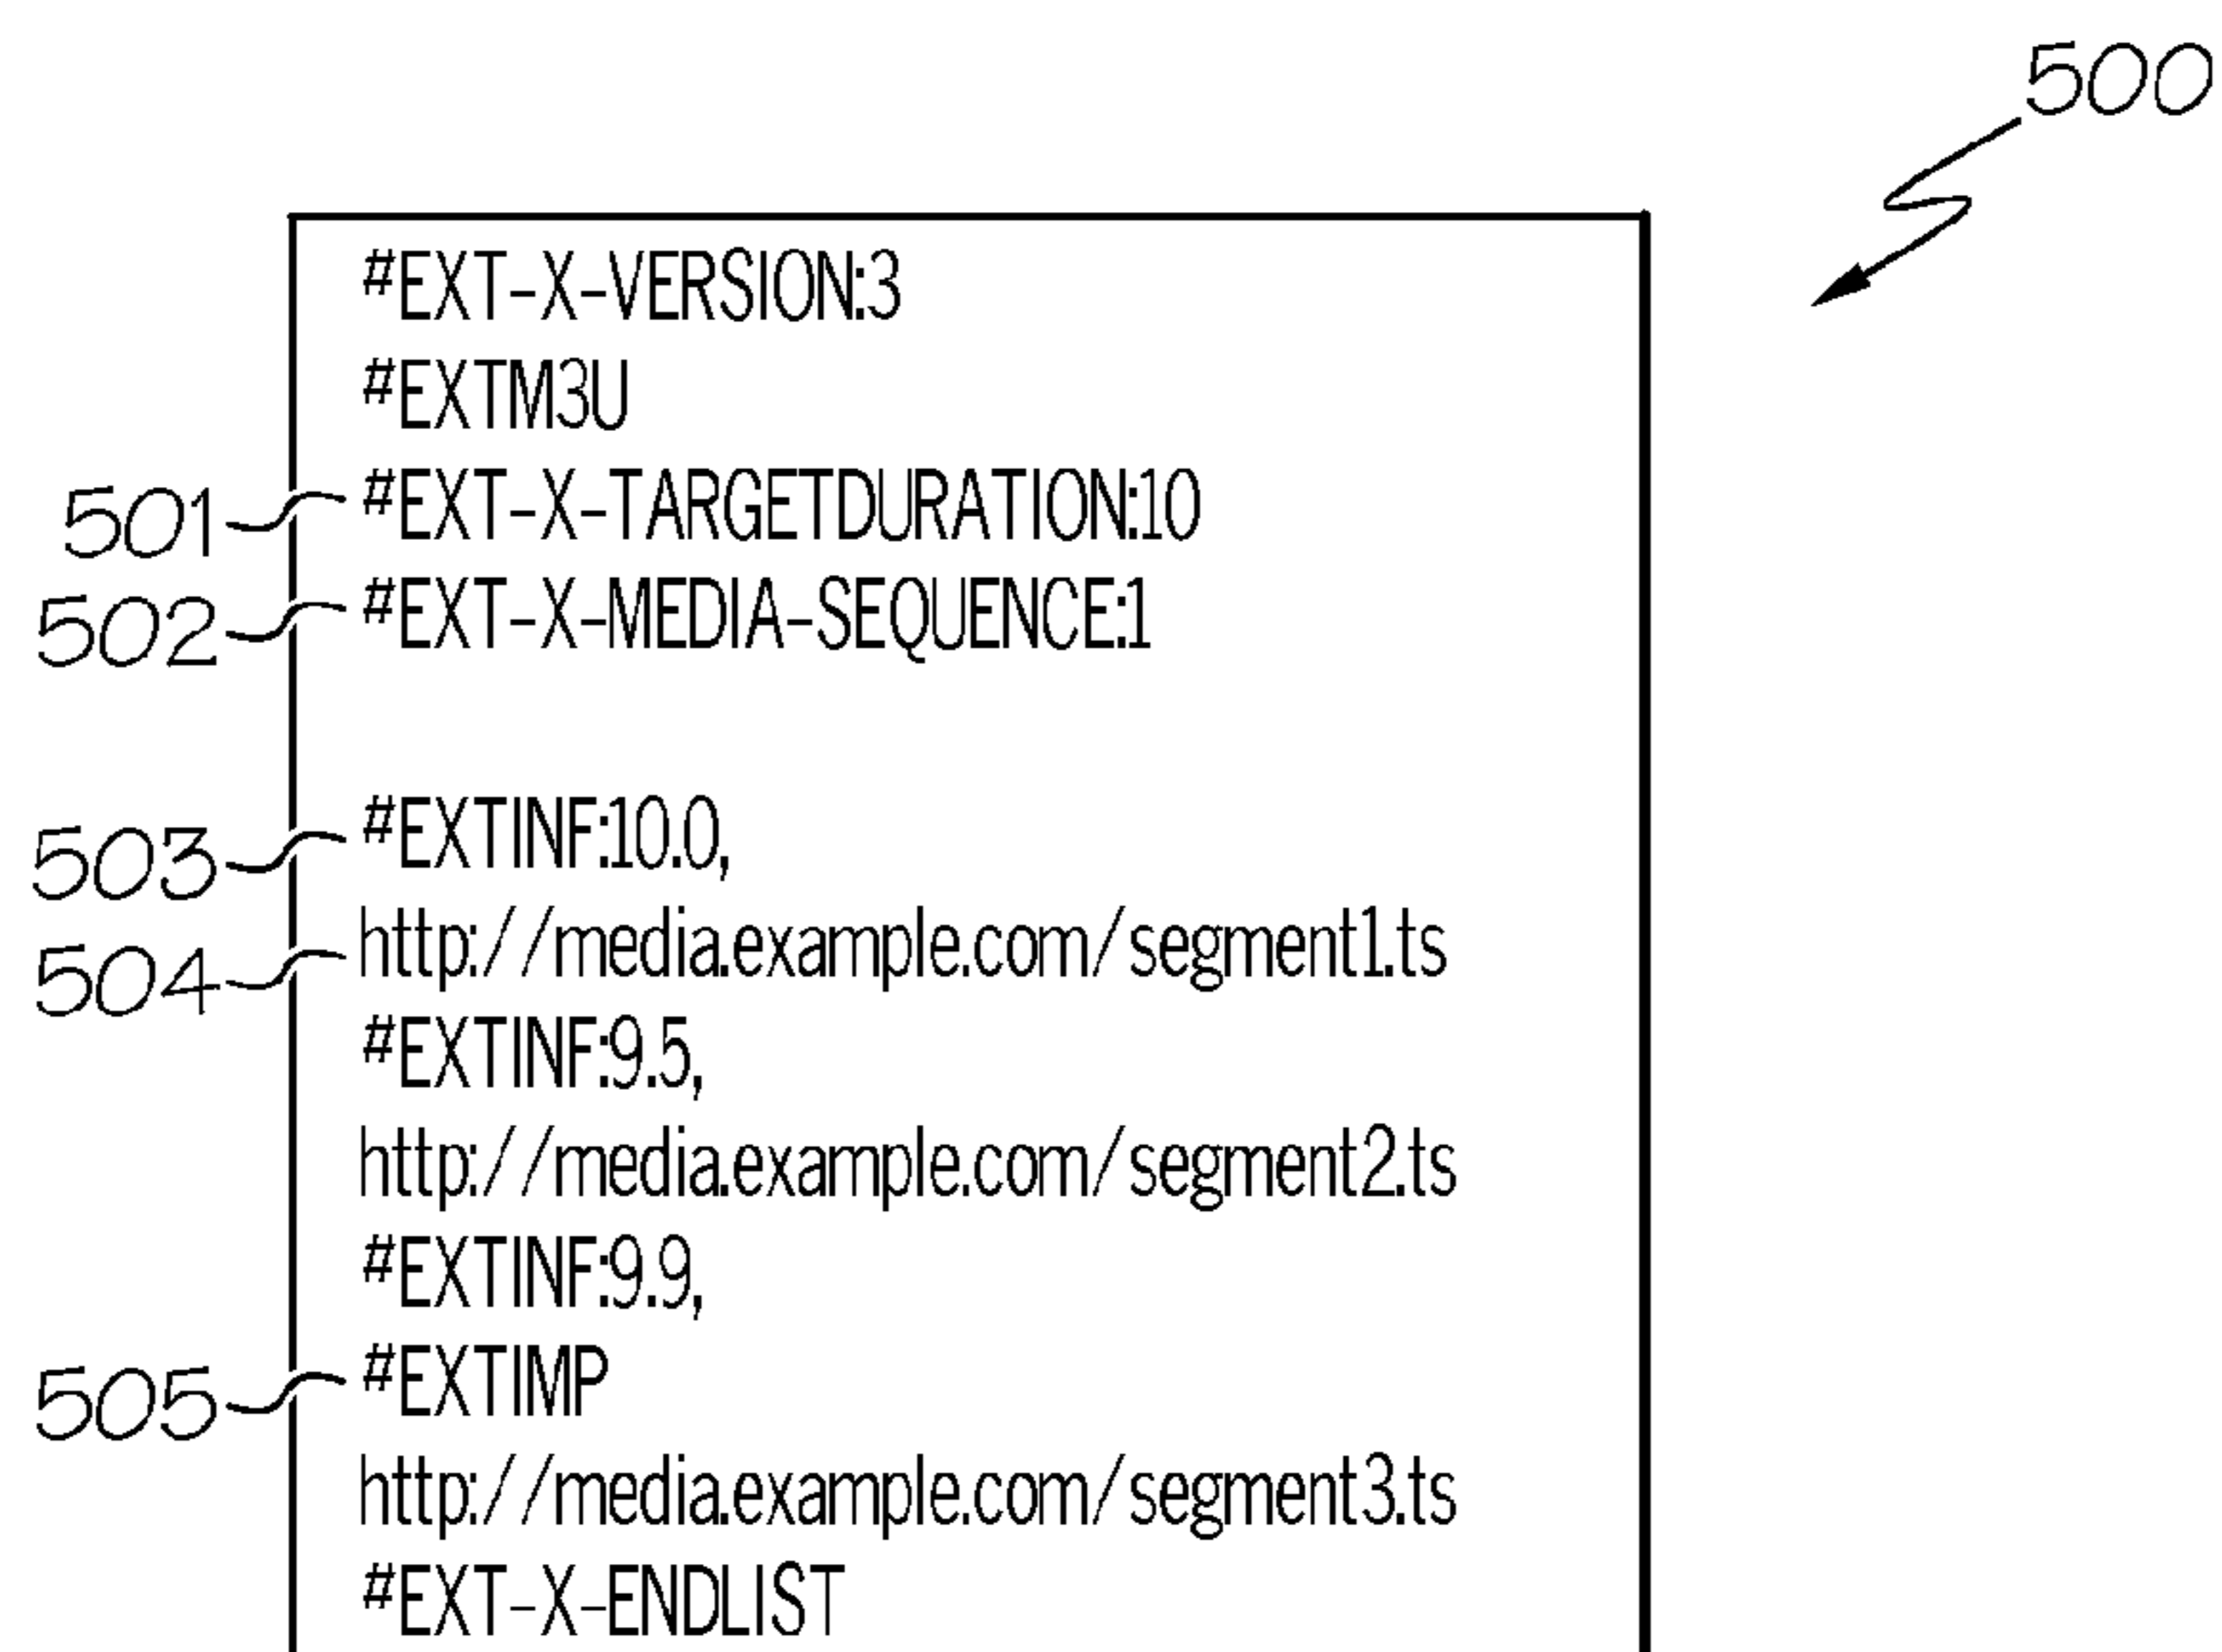 500
#EXT-X-VERSION:3
#EXTM3U
501 #EXT-X-TARGETDURATION:10
502 #EXT-X-MEDIA-SEQUENCE:1
503 #EXTINF:10.0,
504 http://media.example.com/segment1.ts
#EXTINF:9.5,
http://media.example.com/segment2.ts
#EXTINF:9.9,
505 #EXTIMP
http://media.example.com/segment3.ts
#EXT-X-ENDLIST